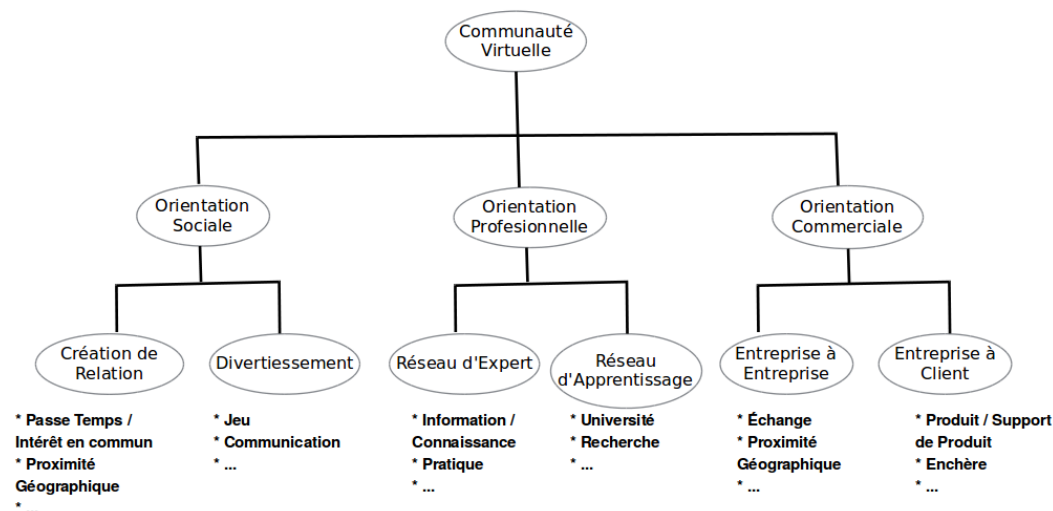 Communauté
Virtuelle
Orientation
Sociale
Orientation
Profesionnelle
Orientation
Commerciale
Création de
Relation
Divertiessement
Réseau d'Expert
Réseau
d'Apprentissage
Entreprise à
Entreprise
Entreprise à
Client
* Passe Temps /
Intérêt en commun
* Proximité
Géographique
* ...
* Jeu
* Communication
* ...
* Information /
Connaissance
* Pratique
* ...
* Université
* Recherche
* ...
* Échange
* Proximité
Géographique
* ...
* Produit / Support
de Produit
* Enchère
* ...